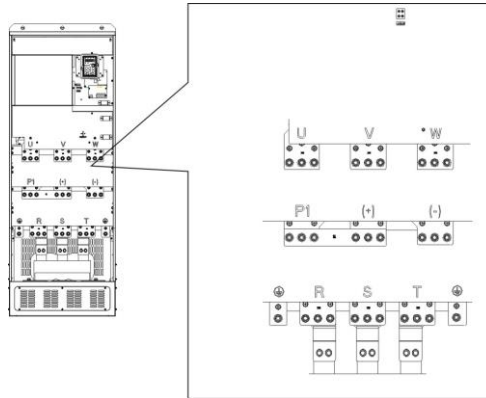 U V W
P1 (+) (-)
R S T
U V W
P1 (+) (-)
R S T